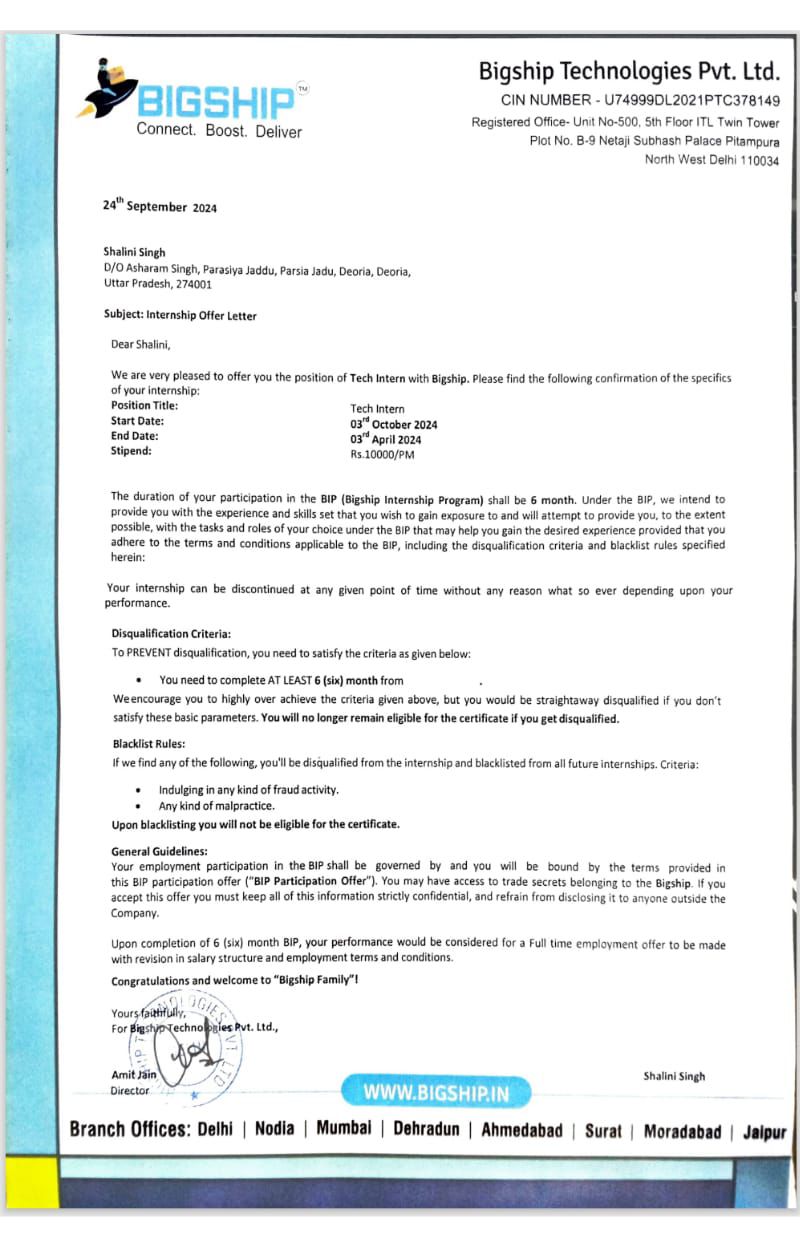 BIGSHIP TM
Connect. Boost. Deliver
Bigship Technologies Pvt. Ltd.
CIN NUMBER - U74999DL2021PTC378149
Registered Office- Unit No-500, 5th Floor ITL Twin Tower
Plot No. B-9 Netaji Subhash Palace Pitampura
North West Delhi 110034
24th September 2024
Shalini Singh
D/O Asharam Singh, Parasiya Jaddu, Parsia Jadu, Deoria, Deoria,
Uttar Pradesh, 274001
Subject: Internship Offer Letter
Dear Shalini,
We are very pleased to offer you the position of Tech Intern with Bigship. Please find the following confirmation of the specifics
of your internship:
Position Title: Tech Intern
Start Date: 03rd October 2024
End Date: 03rd April 2024
Stipend: Rs.10000/PM
The duration of your participation in the BIP (Bigship Internship Program) shall be 6 month. Under the BIP, we intend to
provide you with the experience and skills set that you wish to gain exposure to and will attempt to provide you, to the extent
possible, with the tasks and roles of your choice under the BIP that may help you gain the desired experience provided that you
adhere to the terms and conditions applicable to the BIP, including the disqualification criteria and blacklist rules specified
herein:
Your internship can be discontinued at any given point of time without any reason what so ever depending upon your
performance.
Disqualification Criteria:
To PREVENT disqualification, you need to satisfy the criteria as given below:
• You need to complete AT LEAST 6 (six) month from .
We encourage you to highly over achieve the criteria given above, but you would be straightaway disqualified if you don't
satisfy these basic parameters. You will no longer remain eligible for the certificate if you get disqualified.
Blacklist Rules:
If we find any of the following, you'll be disqualified from the internship and blacklisted from all future internships. Criteria:
• Indulging in any kind of fraud activity.
• Any kind of malpractice.
Upon blacklisting you will not be eligible for the certificate.
General Guidelines:
Your employment participation in the BIP shall be governed by and you will be bound by the terms provided in
this BIP participation offer ("BIP Participation Offer"). You may have access to trade secrets belonging to the Bigship. If you
accept this offer you must keep all of this information strictly confidential, and refrain from disclosing it to anyone outside the
Company.
Upon completion of 6 (six) month BIP, your performance would be considered for a Full time employment offer to be made
with revision in salary structure and employment terms and conditions.
Congratulations and welcome to "Bigship Family"!
Yours faithfully,
For Bigship Technologies Pvt. Ltd.,
Amit Jain
Director
Shalini Singh
WWW.BIGSHIP.IN
Branch Offices: Delhi | Nodia | Mumbai | Dehradun | Ahmedabad | Surat | Moradabad | Jaipur